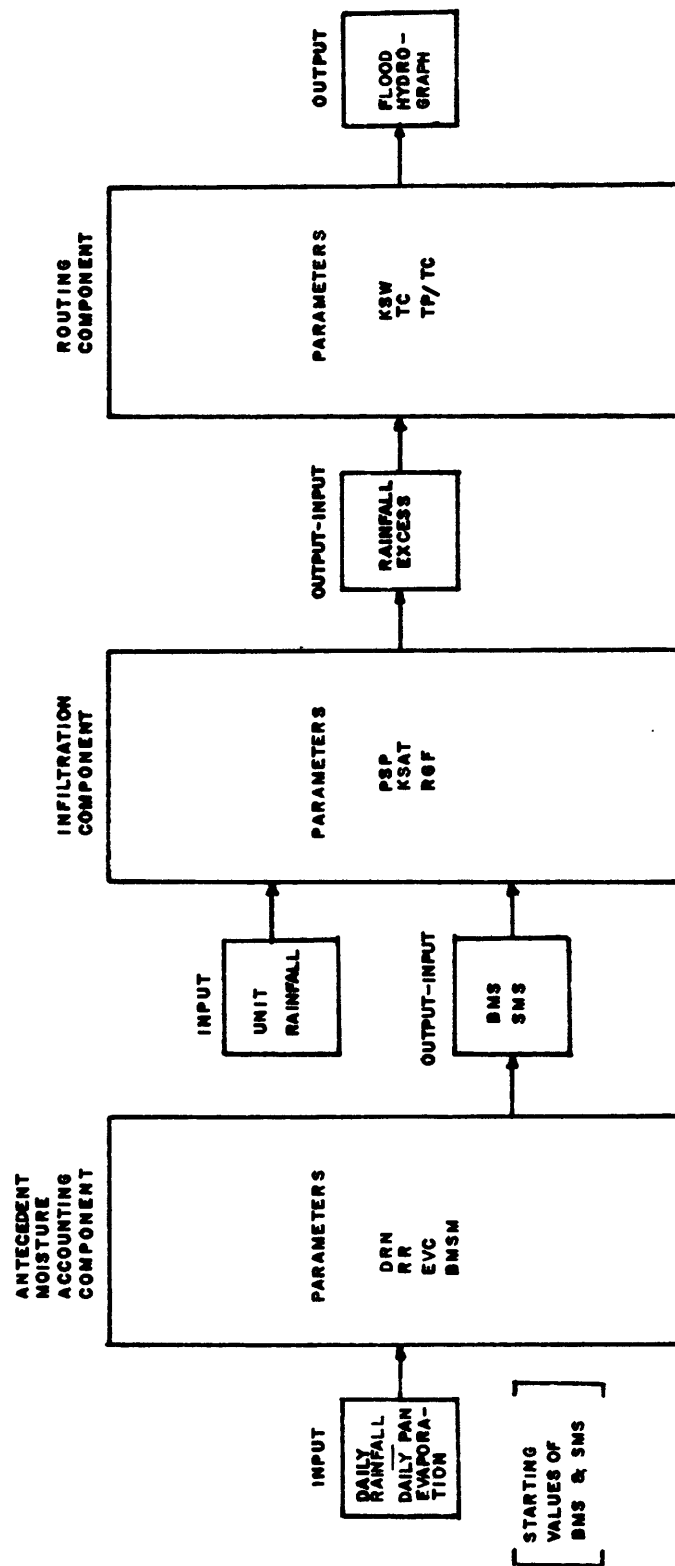 ANTECEDENT
MOISTURE
ACCOUNTING
COMPONENT
INPUT
DAILY
RAINFALL
DAILY PAN
EVAPORA-
TION
STARTING
VALUES OF
BMS & SMS
PARAMETERS
DRN
RR
EVC
BMSM
INPUT
UNIT
RAINFALL
OUTPUT-INPUT
BMS
SMS
INFILTRATION
COMPONENT
PARAMETERS
PSP
KSAT
RGF
OUTPUT-INPUT
RAINFALL
EXCESS
ROUTING
COMPONENT
PARAMETERS
KSW
TC
TP/TC
OUTPUT
FLOOD
HYDRO-
GRAPH